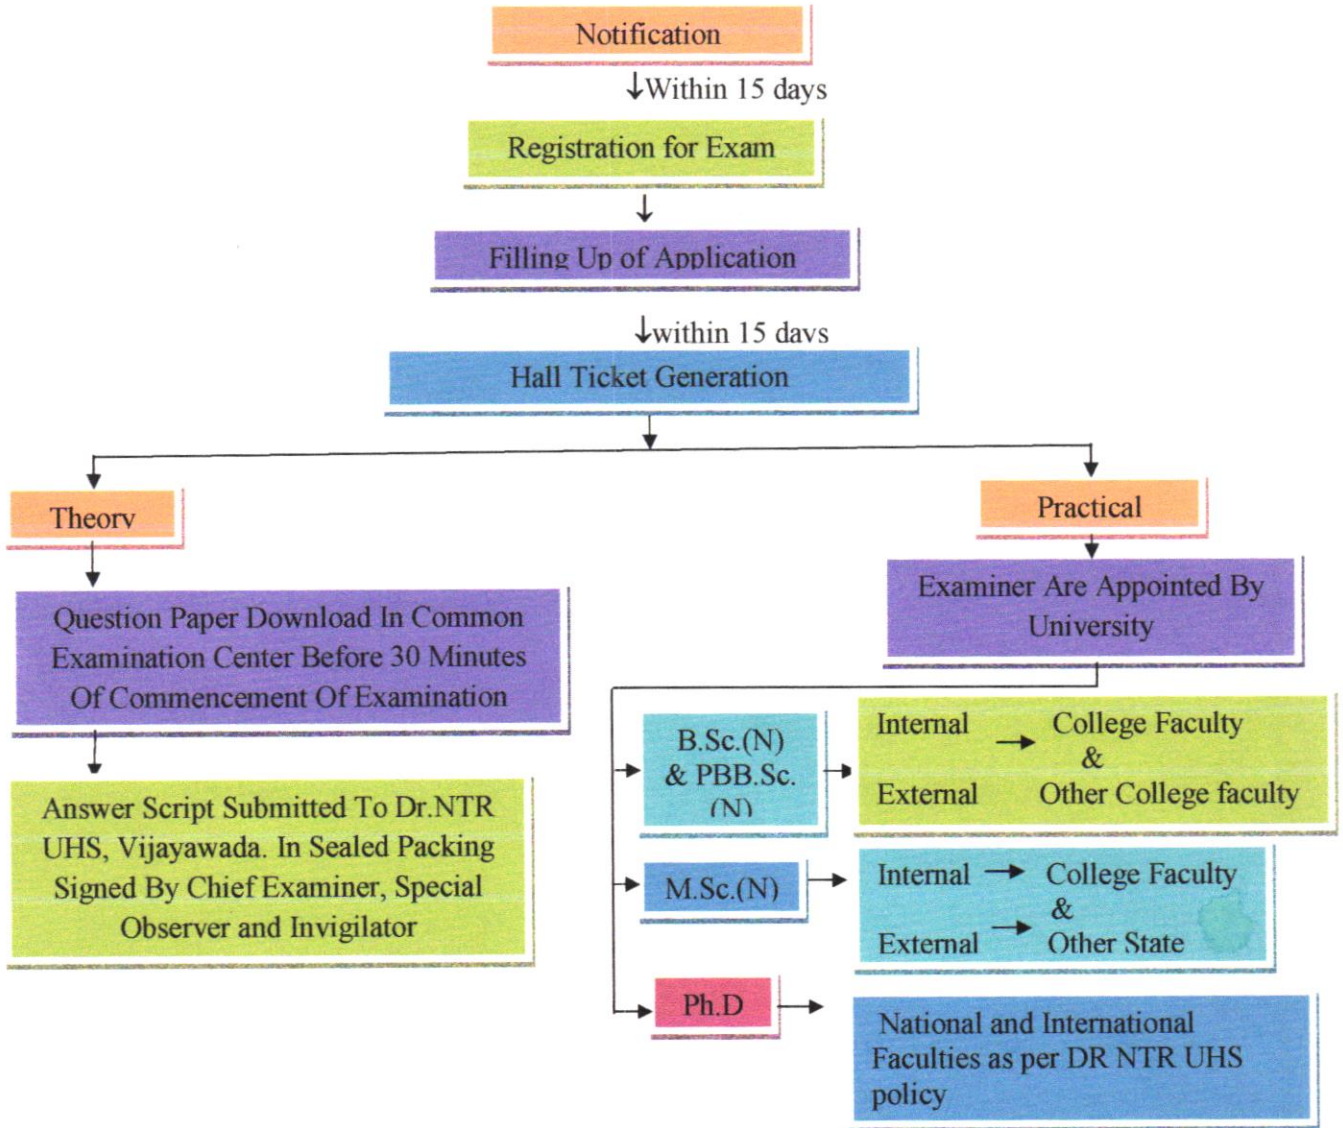 Notification
↓Within 15 days
Registration for Exam
Filling Up of Application
↓within 15 days
Hall Ticket Generation
Theory
Practical
Question Paper Download In Common
Examination Center Before 30 Minutes
Of Commencement Of Examination
Answer Script Submitted To Dr.NTR
UHS, Vijayawada. In Sealed Packing
Signed By Chief Examiner, Special
Observer and Invigilator
Examiner Are Appointed By
University
B.Sc.(N)
& PBB.Sc.
(N)
Internal → College Faculty
&
External Other College faculty
M.Sc.(N)
Internal → College Faculty
&
External → Other State
Ph.D
National and International
Faculties as per DR NTR UHS
policy